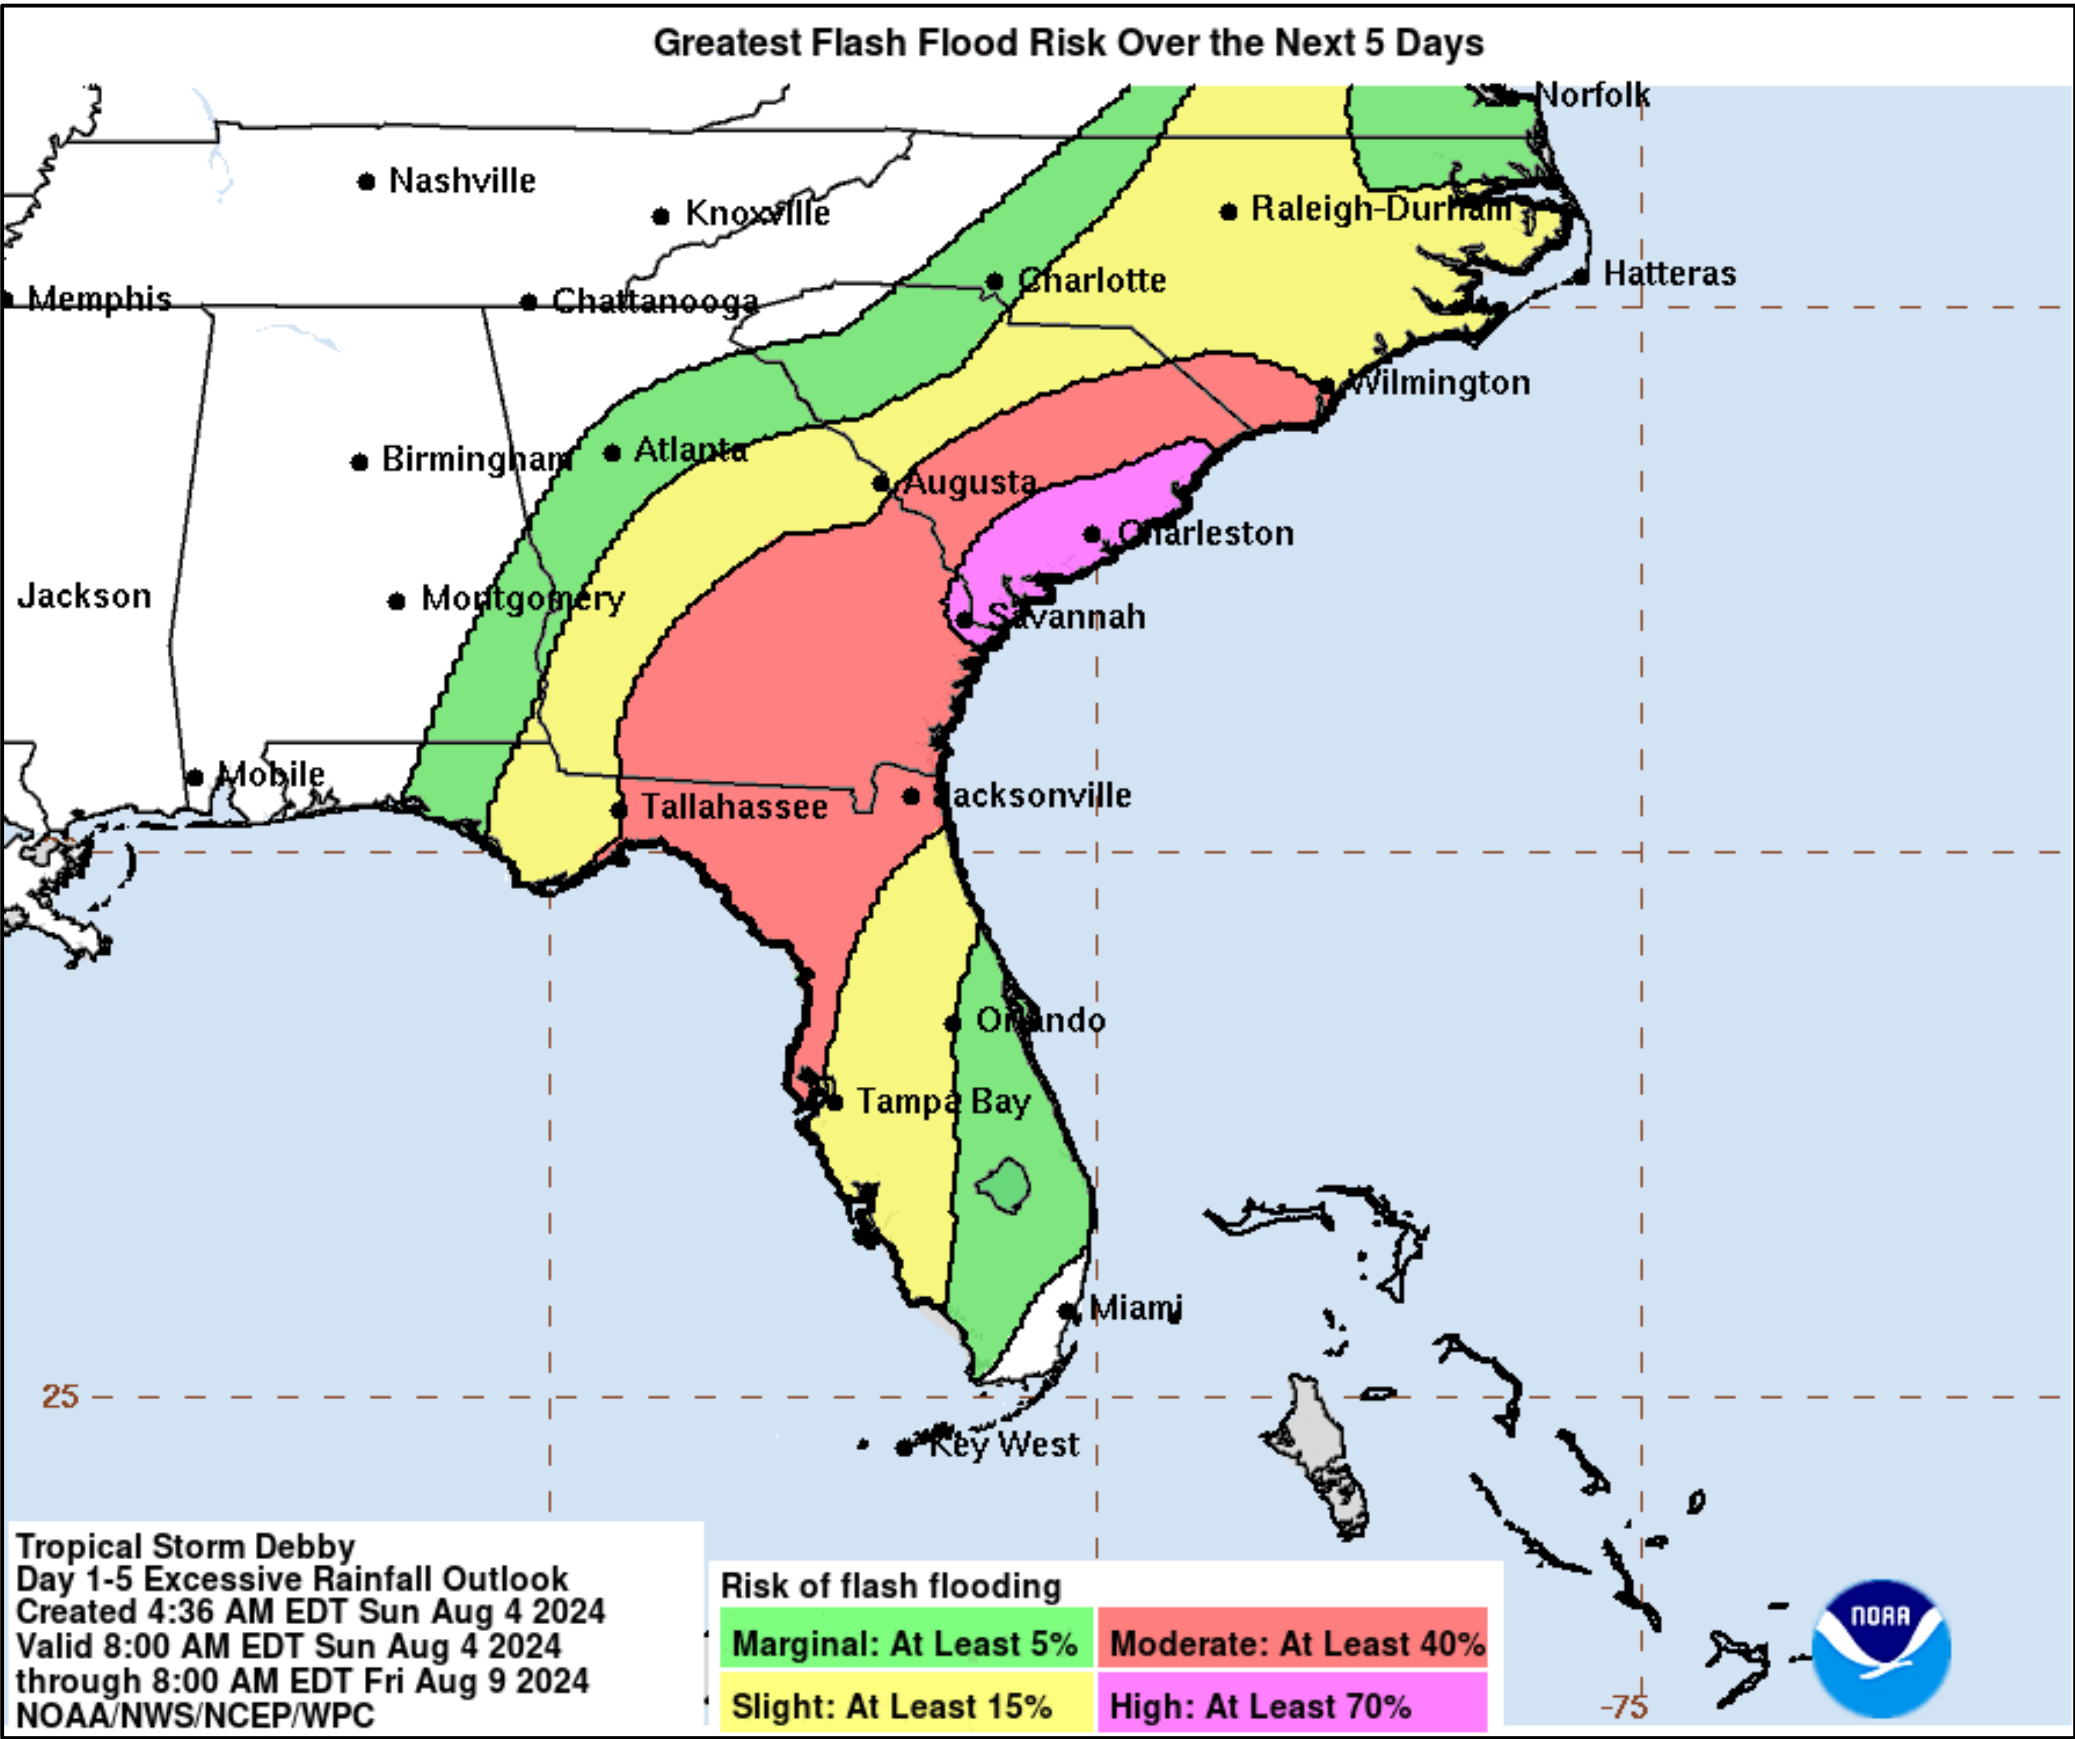 Greatest Flash Flood Risk Over the Next 5 Days
Norfolk
Nashville
Knoxville
Raleigh-Durham
Hatteras
Charlotte
Memphis
Chattanooga
Wilmington
Birmingham
Atlanta
Augusta
Charleston
Jackson
Montgomery
Savannah
Mobile
Tallahassee
Jacksonville
Orlando
Tampa Bay
Miami
25
Key West
Tropical Storm Debby
Day 1-5 Excessive Rainfall Outlook
Created 4:36 AM EDT Sun Aug 4 2024
Valid 8:00 AM EDT Sun Aug 4 2024
through 8:00 AM EDT Fri Aug 9 2024
NOAA/NWS/NCEP/WPC
Risk of flash flooding
Marginal: At Least 5%
Moderate: At Least 40%
Slight: At Least 15%
High: At Least 70%
-75
NOAA